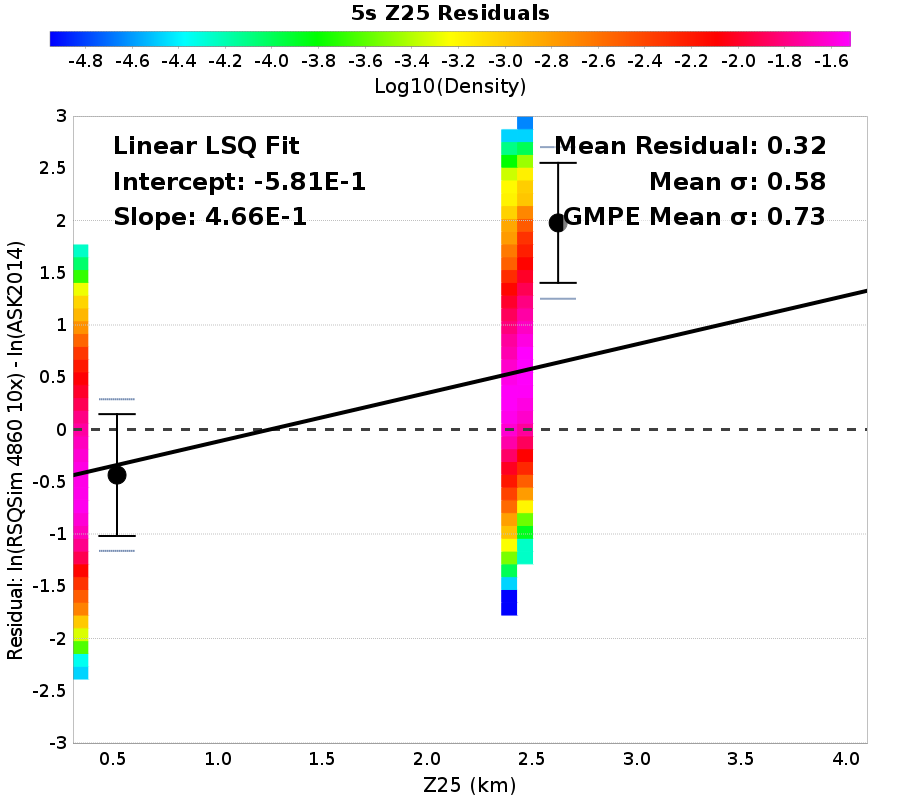 5s Z25 Residuals
-4.8 -4.6 -4.4 -4.2 -4.0 -3.8 -3.6 -3.4 -3.2 -3.0 -2.8 -2.6 -2.4 -2.2 -2.0 -1.8 -1.6
Log10(Density)
Linear LSQ Fit
Intercept: -5.81E-1
Slope: 4.66E-1
Mean Residual: 0.32
Mean σ: 0.58
GMPE Mean σ: 0.73
Residual: ln(RSQSim 4860 10x) - ln(ASK2014)
3
2.5
2
1.5
1
0.5
0
-0.5
-1
-1.5
-2
-2.5
-3
0.5 1.0 1.5 2.0 2.5 3.0 3.5 4.0
Z25 (km)